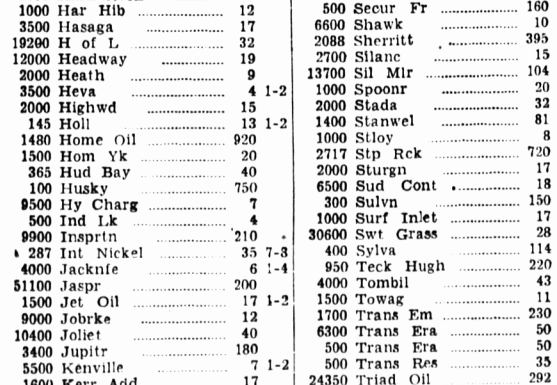 1000 Har Hib 12
3500 Hasaga 17
19200 H of L 32
12000 Headway 19
2000 Heath 9
3500 Heva 4 1-2
2000 Highwd 15
145 Holl 13 1-2
1480 Home Oil 920
1500 Hom Yk 20
365 Hud Bay 40
100 Husky 750
9500 Hy Charg 7
500 Ind Lk 4
9900 Insprtn 210
287 Int Nickel 35 7-8
4000 Jacknfe 6 1-4
51100 Jaspr 200
1500 Jet Oil 17 1-2
9000 Jobrke 12
10400 Joliet 40
3400 Jupitr 180
5500 Kenville 7 1-2
1600 Kerr Add 17
500 Secur Fr 160
6600 Shawk 10
2088 Sherritt 395
2700 Silanc 15
13700 Sil Mlr 104
1000 Spoonr 20
2000 Stada 32
1400 Stanwel 81
1000 Stloy 8
2717 Stp Rck 720
2000 Sturgn 17
6500 Sud Cont 18
300 Sulvn 150
1000 Surf Inlet 17
30600 Swt Grass 28
400 Sylva 114
950 Teck Hugh 220
4000 Tombil 43
1500 Towag 11
1700 Trans Em 230
6300 Trans Era 50
500 Trans Era 50
500 Trans Res 35
24350 Triad Oil 292